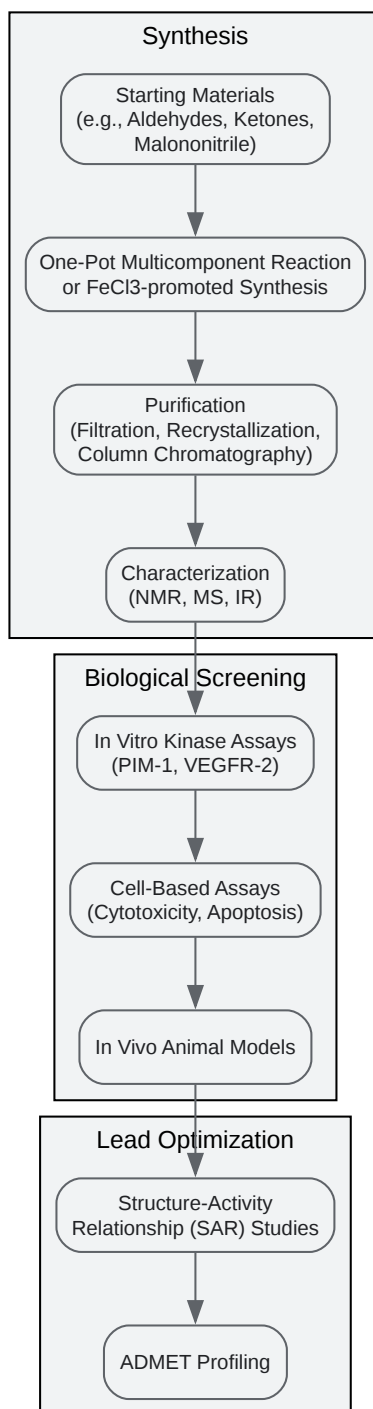 Synthesis
Starting Materials
(e.g., Aldehydes, Ketones,
Malononitrile)
One-Pot Multicomponent Reaction
or FeCl3-promoted Synthesis
Purification
(Filtration, Recrystallization,
Column Chromatography)
Characterization
(NMR, MS, IR)
Biological Screening
In Vitro Kinase Assays
(PIM-1, VEGFR-2)
Cell-Based Assays
(Cytotoxicity, Apoptosis)
In Vivo Animal Models
Lead Optimization
Structure-Activity
Relationship (SAR) Studies
ADMET Profiling